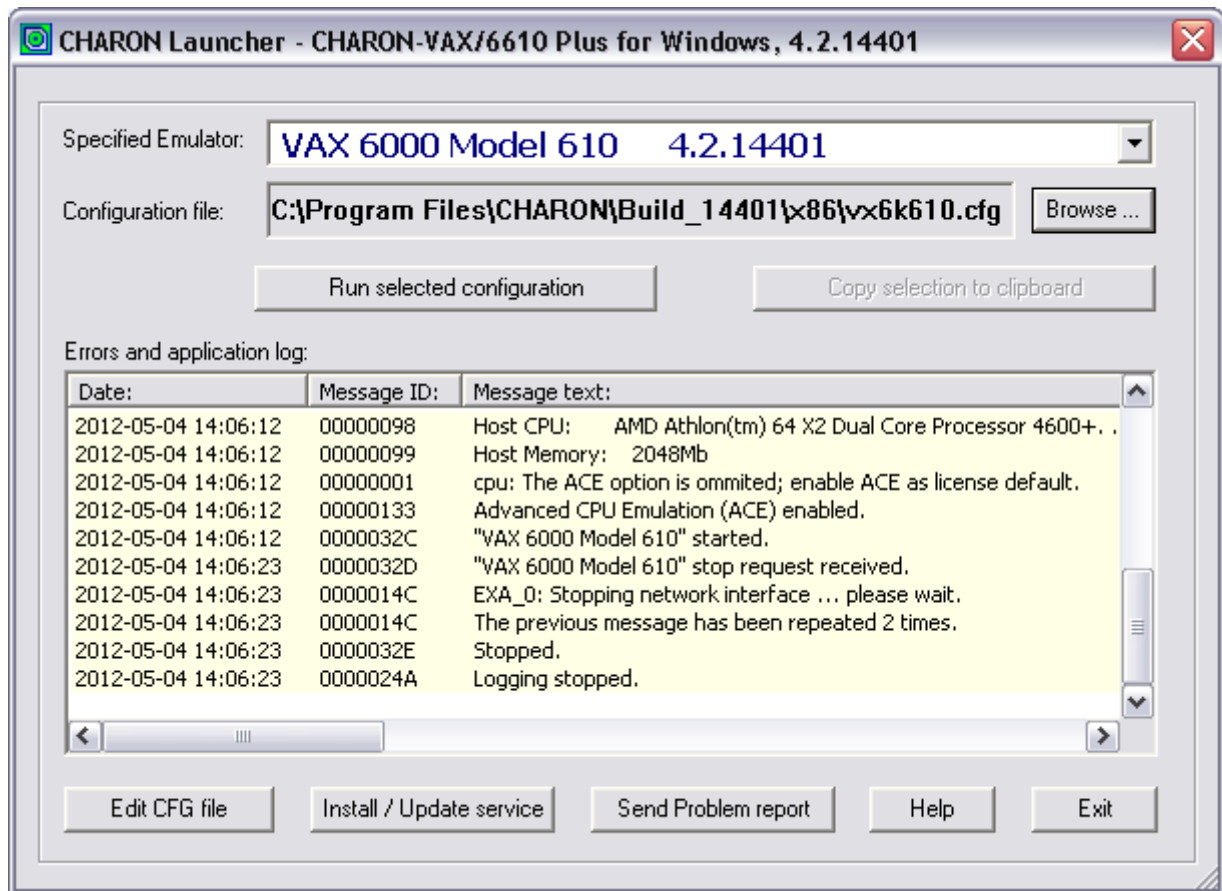 CHARON Launcher - CHARON-VAX/6610 Plus for Windows, 4.2.14401
Specified Emulator: VAX 6000 Model 610 4.2.14401
Configuration file: C:\Program Files\CHARON\Build_14401\x86\vx6k610.cfg Browse ...
Run selected configuration Copy selection to clipboard
Errors and application log:
Date: Message ID: Message text:
2012-05-04 14:06:12 00000098 Host CPU: AMD Athlon(tm) 64 X2 Dual Core Processor 4600+. .
2012-05-04 14:06:12 00000099 Host Memory: 2048Mb
2012-05-04 14:06:12 00000001 cpu: The ACE option is ommited; enable ACE as license default.
2012-05-04 14:06:12 00000133 Advanced CPU Emulation (ACE) enabled.
2012-05-04 14:06:12 0000032C "VAX 6000 Model 610" started.
2012-05-04 14:06:23 0000032D "VAX 6000 Model 610" stop request received.
2012-05-04 14:06:23 0000014C EXA_0: Stopping network interface ... please wait.
2012-05-04 14:06:23 0000014C The previous message has been repeated 2 times.
2012-05-04 14:06:23 0000032E Stopped.
2012-05-04 14:06:23 0000024A Logging stopped.
Edit CFG file Install / Update service Send Problem report Help Exit